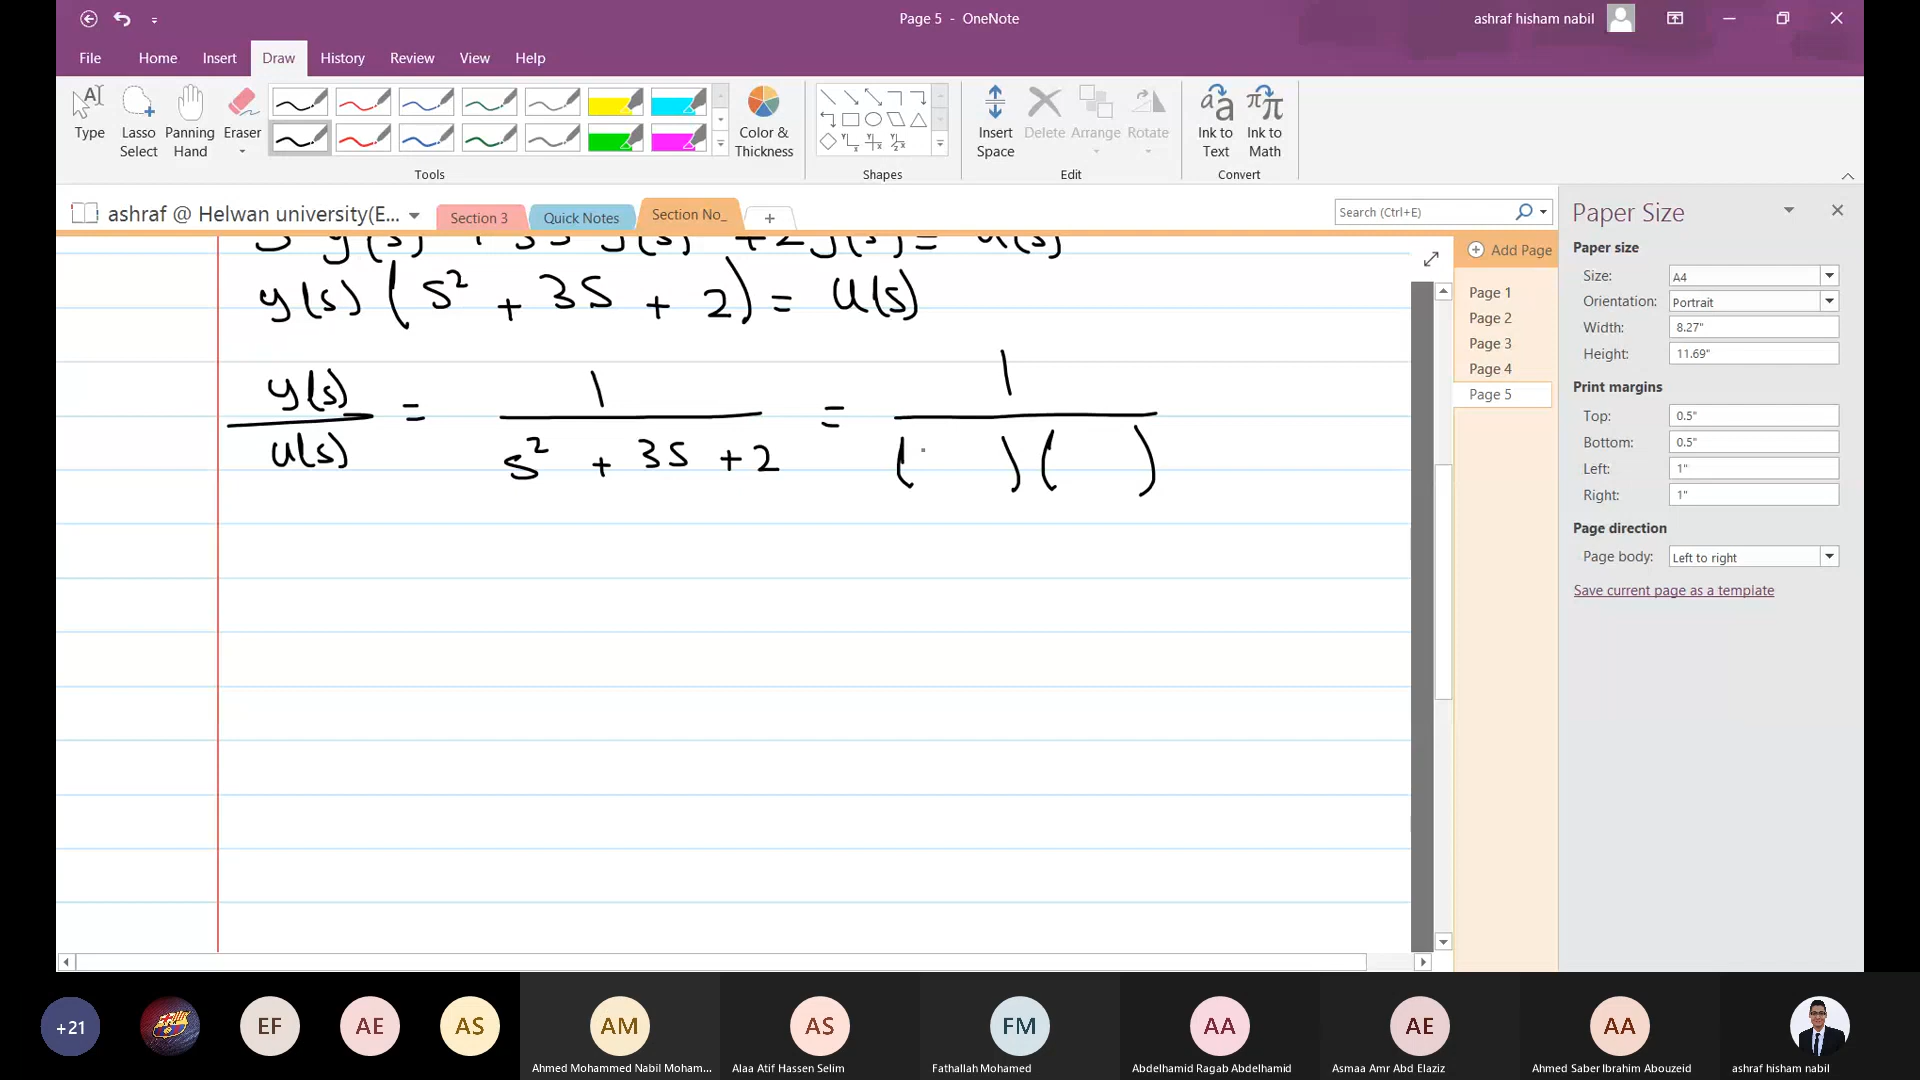 Page 5 - OneNote
ashraf hisham nabil
File Home Insert Draw History Review View Help
Type Lasso Select Panning Hand Eraser
Color & Thickness
Insert Space Delete Arrange Rotate
Ink to Text Ink to Math
Tools Shapes Edit Convert
ashraf @ Helwan university(E... Section 3 Quick Notes Section No_ +
Search (Ctrl+E)
y(s) (s² + 3s + 2) = u(s)
y(s)/u(s) = 1/(s² + 3s + 2) = 1/( )( )
Add Page
Page 1
Page 2
Page 3
Page 4
Page 5
Paper Size
Paper size
Size: A4
Orientation: Portrait
Width: 8.27"
Height: 11.69"
Print margins
Top: 0.5"
Bottom: 0.5"
Left: 1"
Right: 1"
Page direction
Page body: Left to right
Save current page as a template
+21 EF AE AS AM AS FM AA AE AA
Ahmed Mohammed Nabil Moham... Alaa Atif Hassen Selim Fathallah Mohamed Abdelhamid Ragab Abdelhamid Asmaa Amr Abd Elaziz Ahmed Saber Ibrahim Abouzeid ashraf hisham nabil